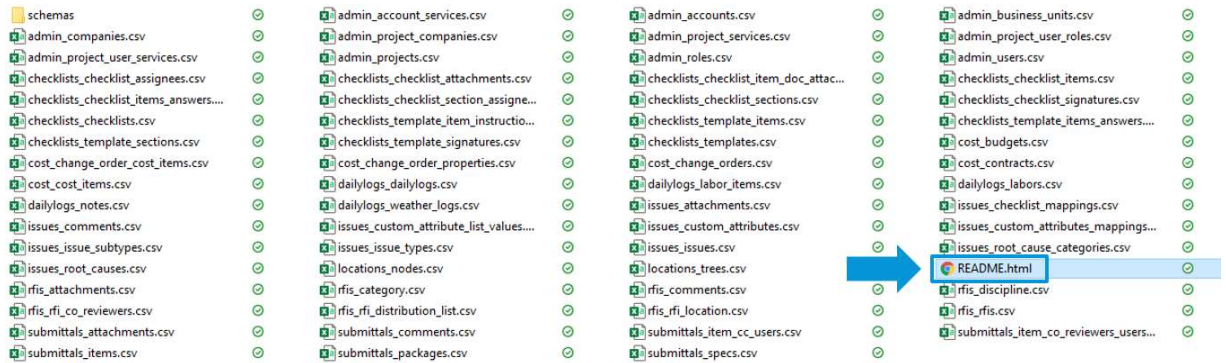 schemas
admin_account_services.csv
admin_accounts.csv
admin_business_units.csv
admin_companies.csv
admin_project_companies.csv
admin_project_services.csv
admin_project_user_roles.csv
admin_project_user_services.csv
admin_projects.csv
admin_roles.csv
admin_users.csv
checklists_checklist_assignees.csv
checklists_checklist_attachments.csv
checklists_checklist_item_doc_attac...
checklists_checklist_items.csv
checklists_checklist_items_answers....
checklists_checklist_section_assigne...
checklists_checklist_sections.csv
checklists_checklist_signatures.csv
checklists_checklists.csv
checklists_template_item_instructio...
checklists_template_items.csv
checklists_template_items_answers....
checklists_template_sections.csv
checklists_template_signatures.csv
checklists_templates.csv
cost_budgets.csv
cost_change_order_cost_items.csv
cost_change_order_properties.csv
cost_change_orders.csv
cost_contracts.csv
cost_cost_items.csv
dailylogs_dailylogs.csv
dailylogs_labor_items.csv
dailylogs_labors.csv
dailylogs_notes.csv
dailylogs_weather_logs.csv
issues_attachments.csv
issues_checklist_mappings.csv
issues_comments.csv
issues_custom_attribute_list_values....
issues_custom_attributes.csv
issues_custom_attributes_mappings...
issues_issue_subtypes.csv
issues_issue_types.csv
issues_issues.csv
issues_root_cause_categories.csv
issues_root_causes.csv
locations_nodes.csv
locations_trees.csv
README.html
rfis_attachments.csv
rfis_category.csv
rfis_comments.csv
rfis_discipline.csv
rfis_rfi_co_reviewers.csv
rfis_rfi_distribution_list.csv
rfis_rfi_location.csv
rfis_rfis.csv
submittals_attachments.csv
submittals_comments.csv
submittals_item_cc_users.csv
submittals_item_co_reviewers_users...
submittals_items.csv
submittals_packages.csv
submittals_specs.csv